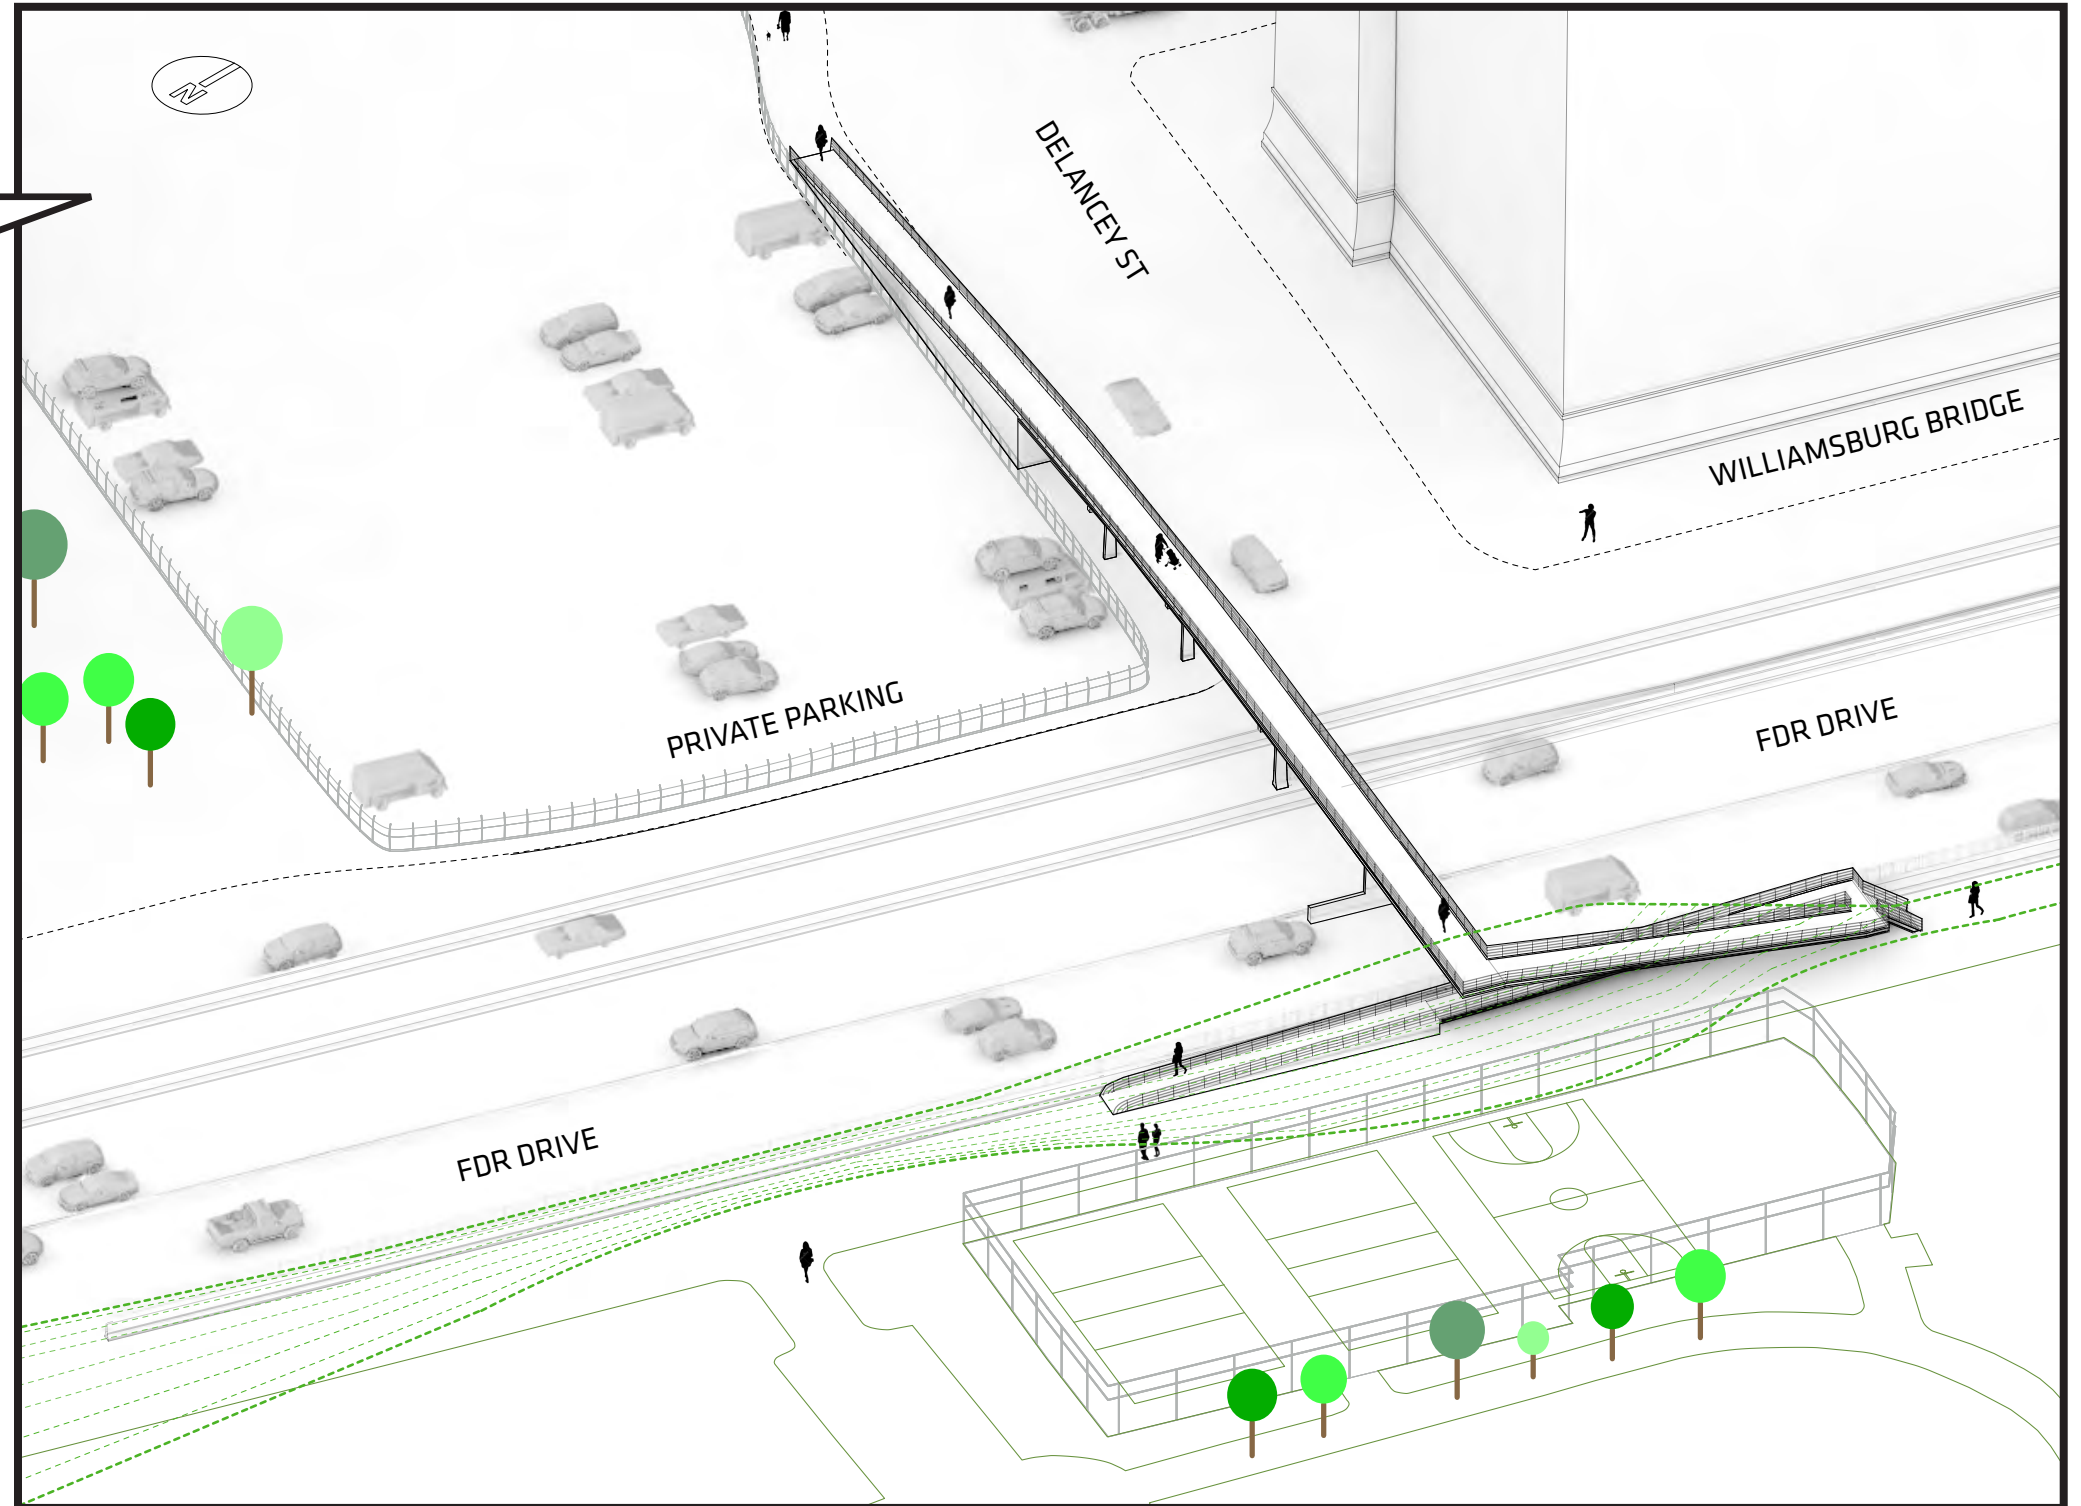 N
DELANCEY ST
WILLIAMSBURG BRIDGE
PRIVATE PARKING
FDR DRIVE
FDR DRIVE